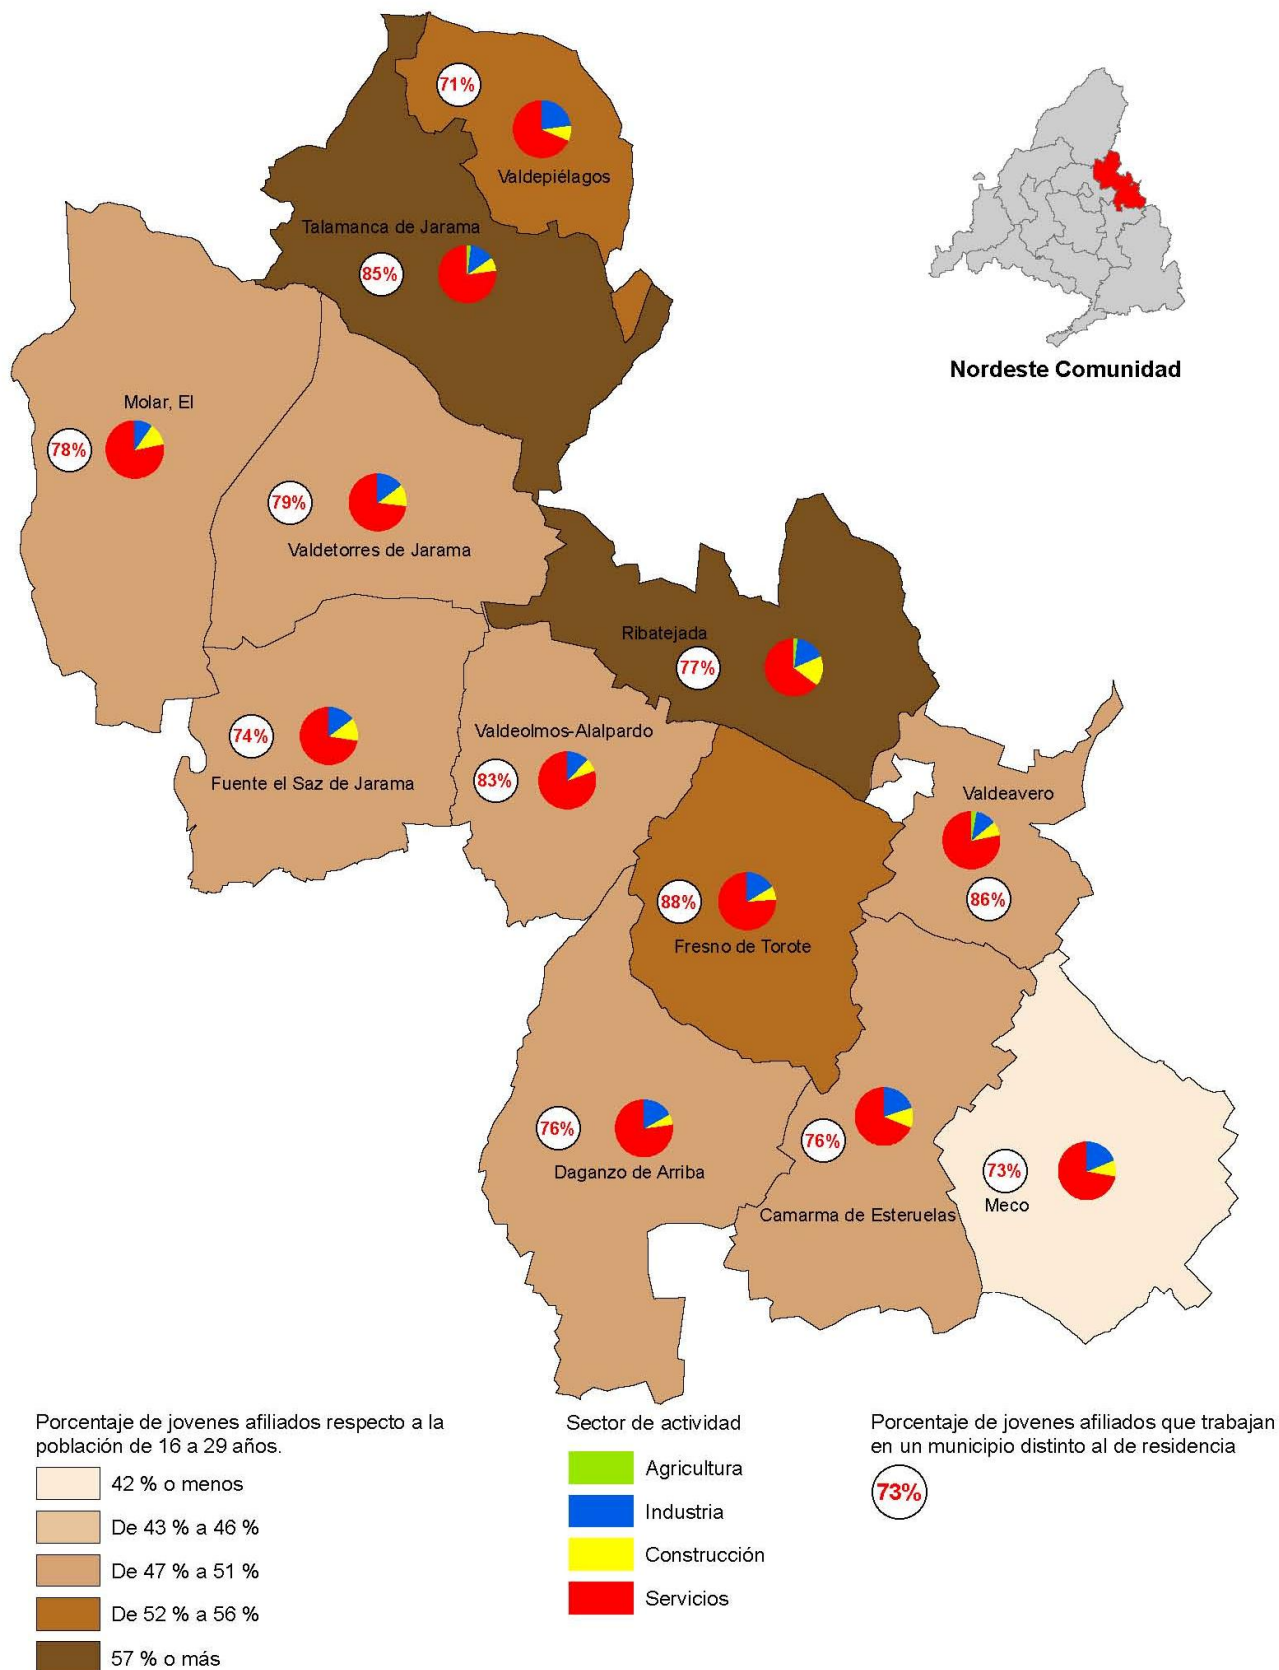 71%
Valdepiélagos
Talamanca de Jarama
85%
Nordeste Comunidad
Molar, El
78%
79%
Valdetorres de Jarama
Ribatejada
77%
74%
Fuente el Saz de Jarama
Valdeolmos-Alalpardo
83%
Valdeavero
86%
88%
Fresno de Torote
76%
Daganzo de Arriba
76%
Camarma de Esteruelas
73%
Meco
Porcentaje de jovenes afiliados respecto a la
población de 16 a 29 años.
42 % o menos
De 43 % a 46 %
De 47 % a 51 %
De 52 % a 56 %
57 % o más
Sector de actividad
Agricultura
Industria
Construcción
Servicios
Porcentaje de jovenes afiliados que trabajan
en un municipio distinto al de residencia
73%